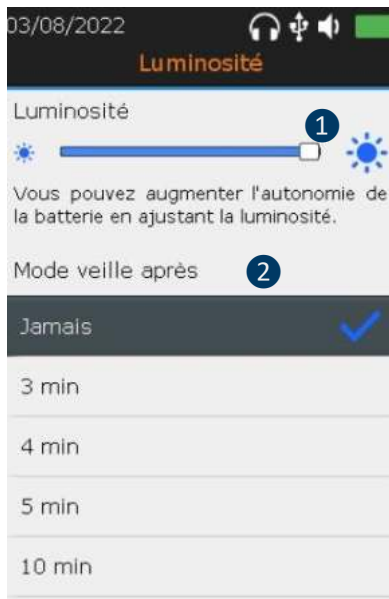 03/08/2022
Luminosité
Luminosité
1
Vous pouvez augmenter l'autonomie de
la batterie en ajustant la luminosité.
Mode veille après 2
Jamais
3 min
4 min
5 min
10 min